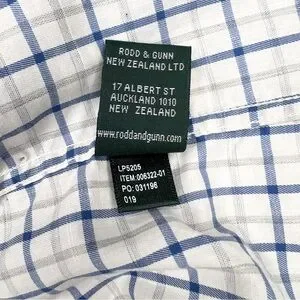 RODD & GUNN
NEW ZEALAND LTD
17 ALBERT ST
AUCKLAND 1010
NEW ZEALAND
www.roddandgunn.com
LP5205
ITEM:006322-01
PO: 031196
019